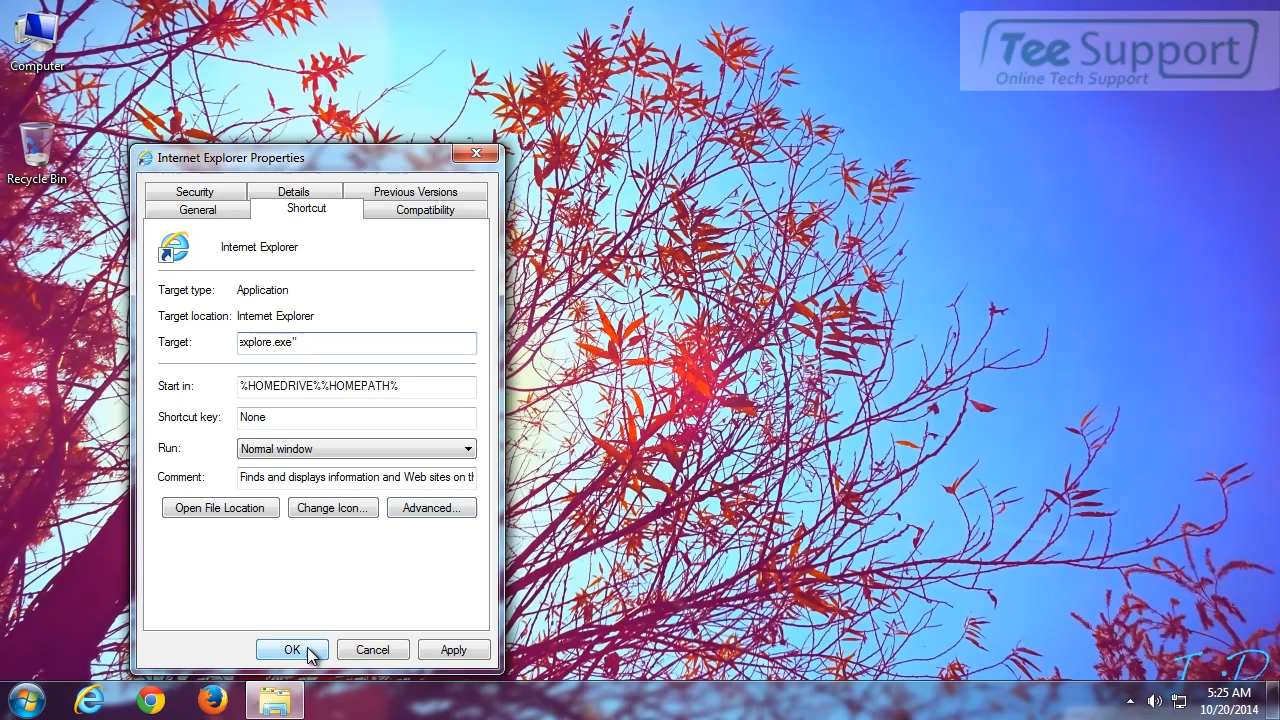 Computer
Recycle Bin
Tee Support
Online Tech Support
Internet Explorer Properties
Security Details Previous Versions
General Shortcut Compatibility
Internet Explorer
Target type: Application
Target location: Internet Explorer
Target: explore.exe"
Start in: %HOMEDRIVE%%HOMEPATH%
Shortcut key: None
Run: Normal window
Comment: Finds and displays information and Web sites on th
Open File Location Change Icon... Advanced...
OK Cancel Apply
5:25 AM
10/20/2014